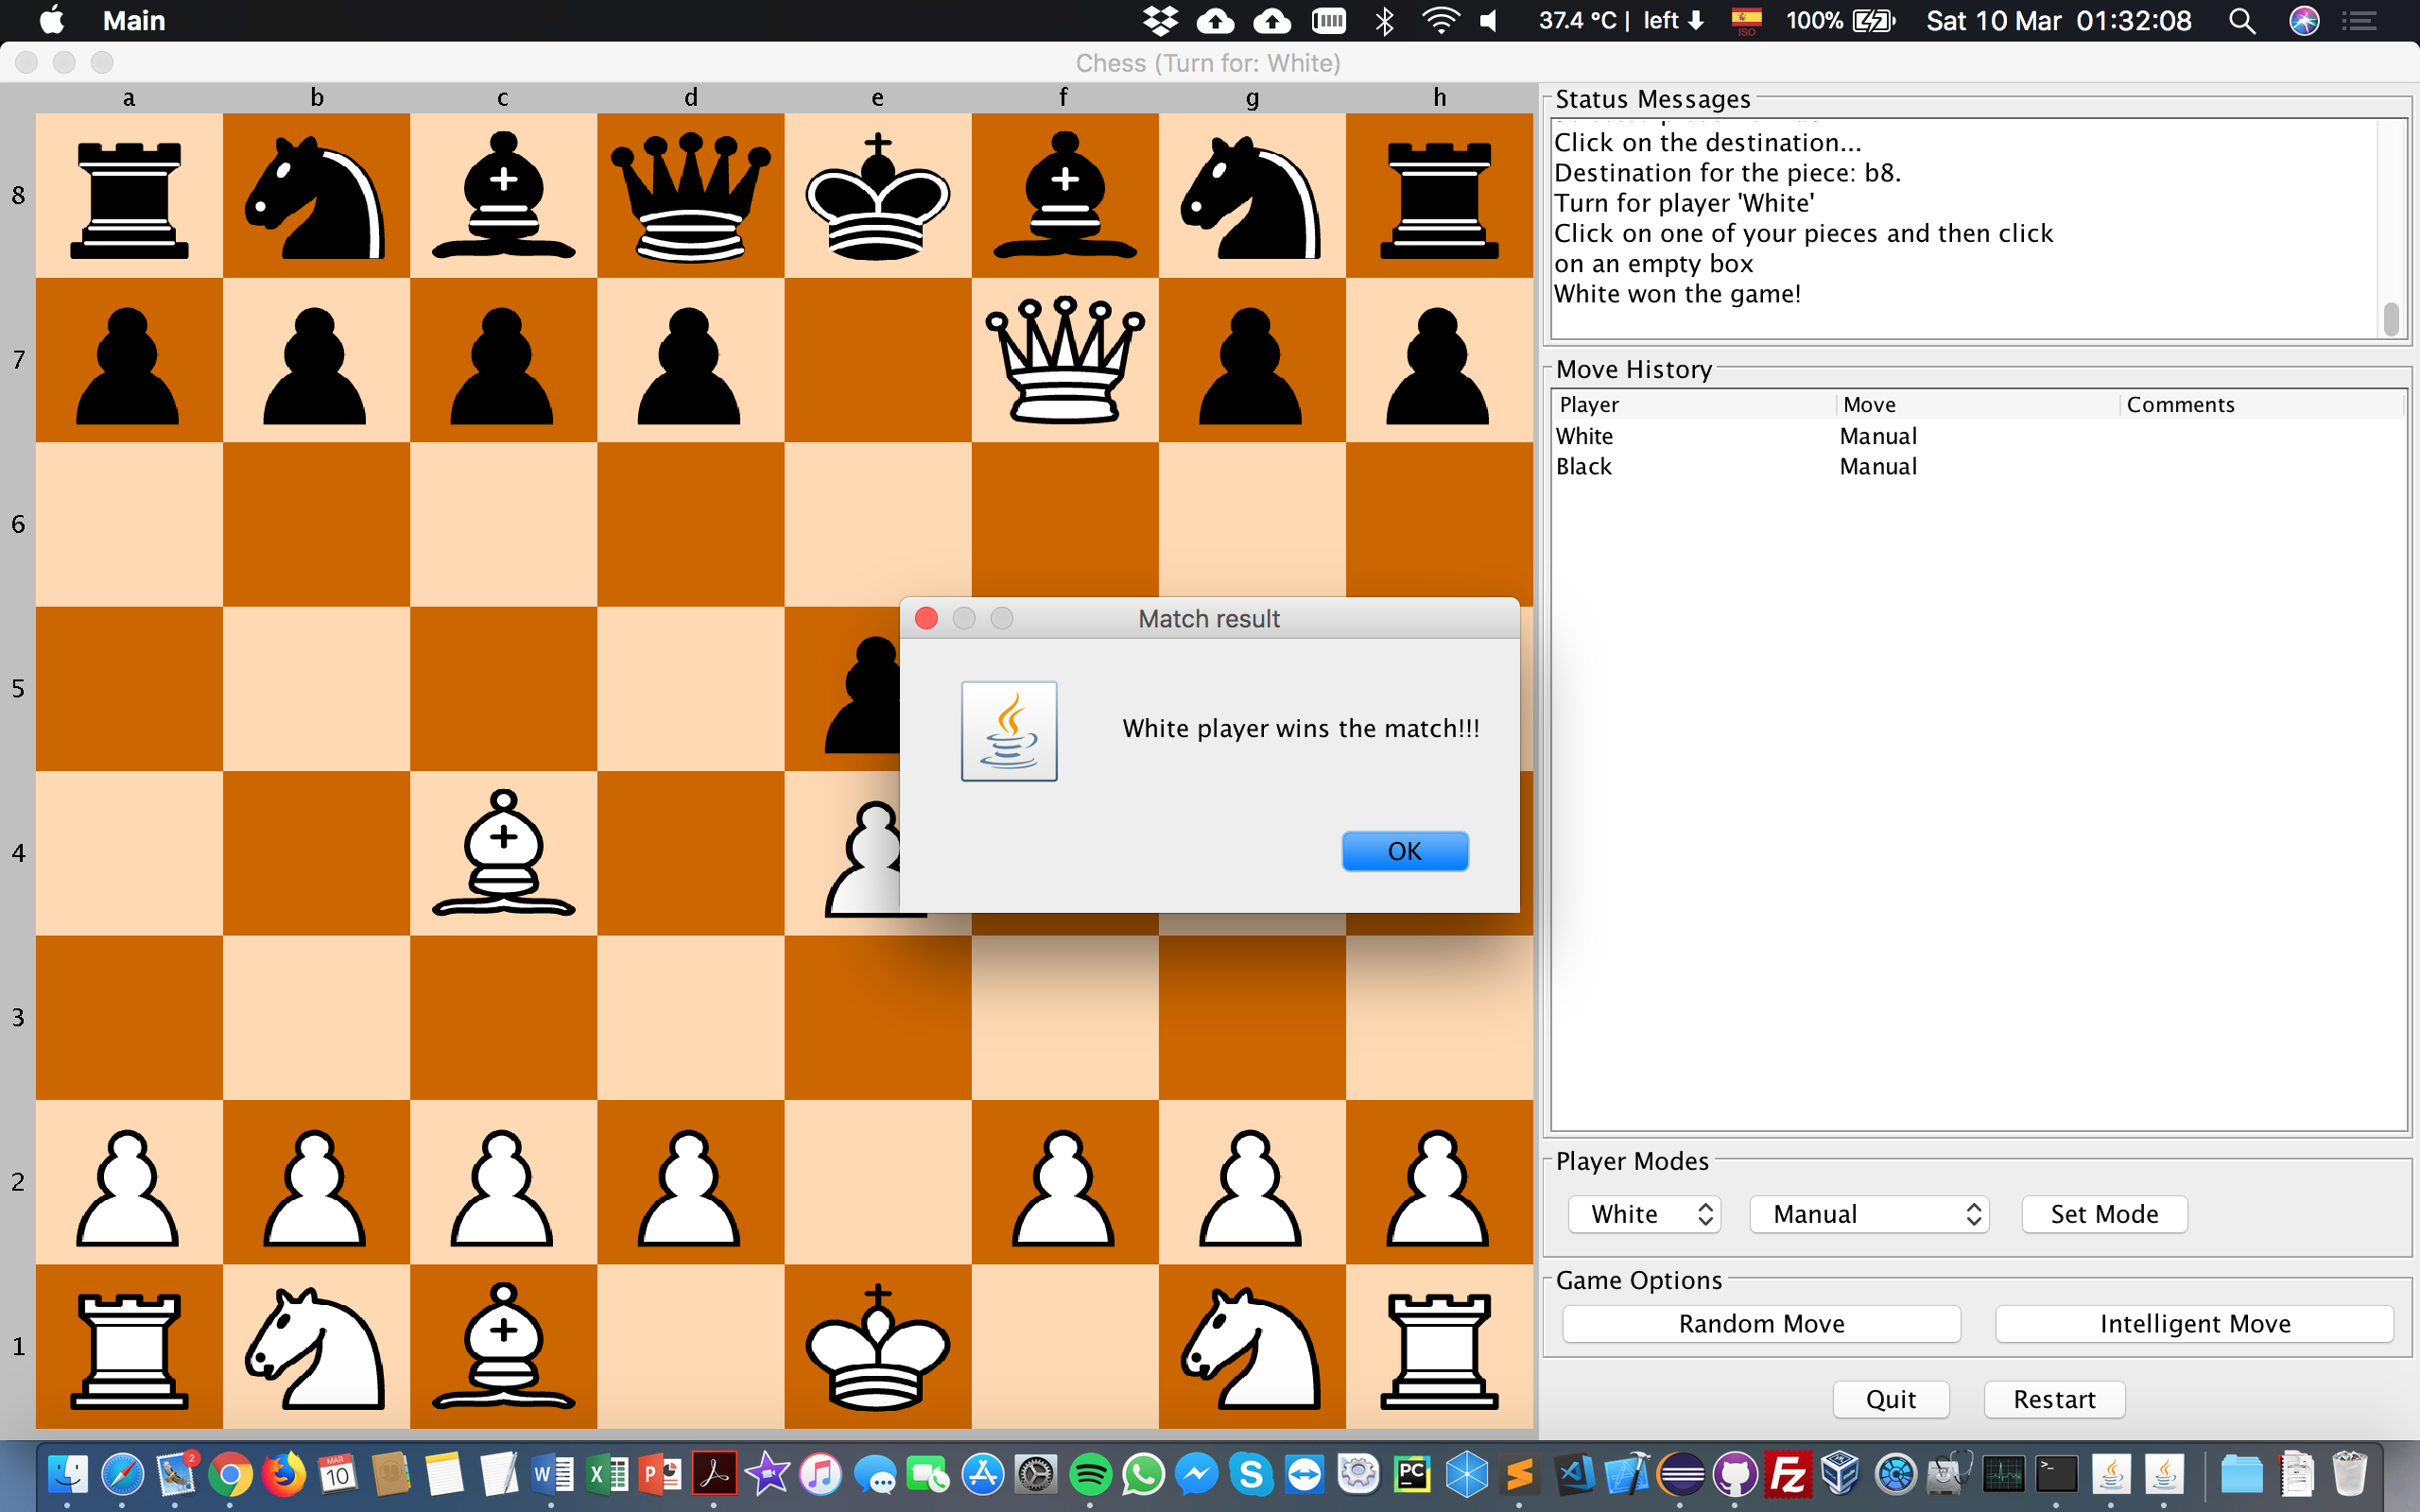 Main
37.4 °C | left
ISO
100%
Sat 10 Mar 01:32:08
Chess (Turn for: White)
a b c d e f g h
8
7
6
5
4
3
2
1
Status Messages
Click on the destination...
Destination for the piece: b8.
Turn for player 'White'
Click on one of your pieces and then click
on an empty box
White won the game!
Move History
Player Move Comments
White Manual
Black Manual
Match result
White player wins the match!!!
OK
Player Modes
White Manual Set Mode
Game Options
Random Move Intelligent Move
Quit Restart
2
MAR
10
W
X
P
S
PC
FZ
>_